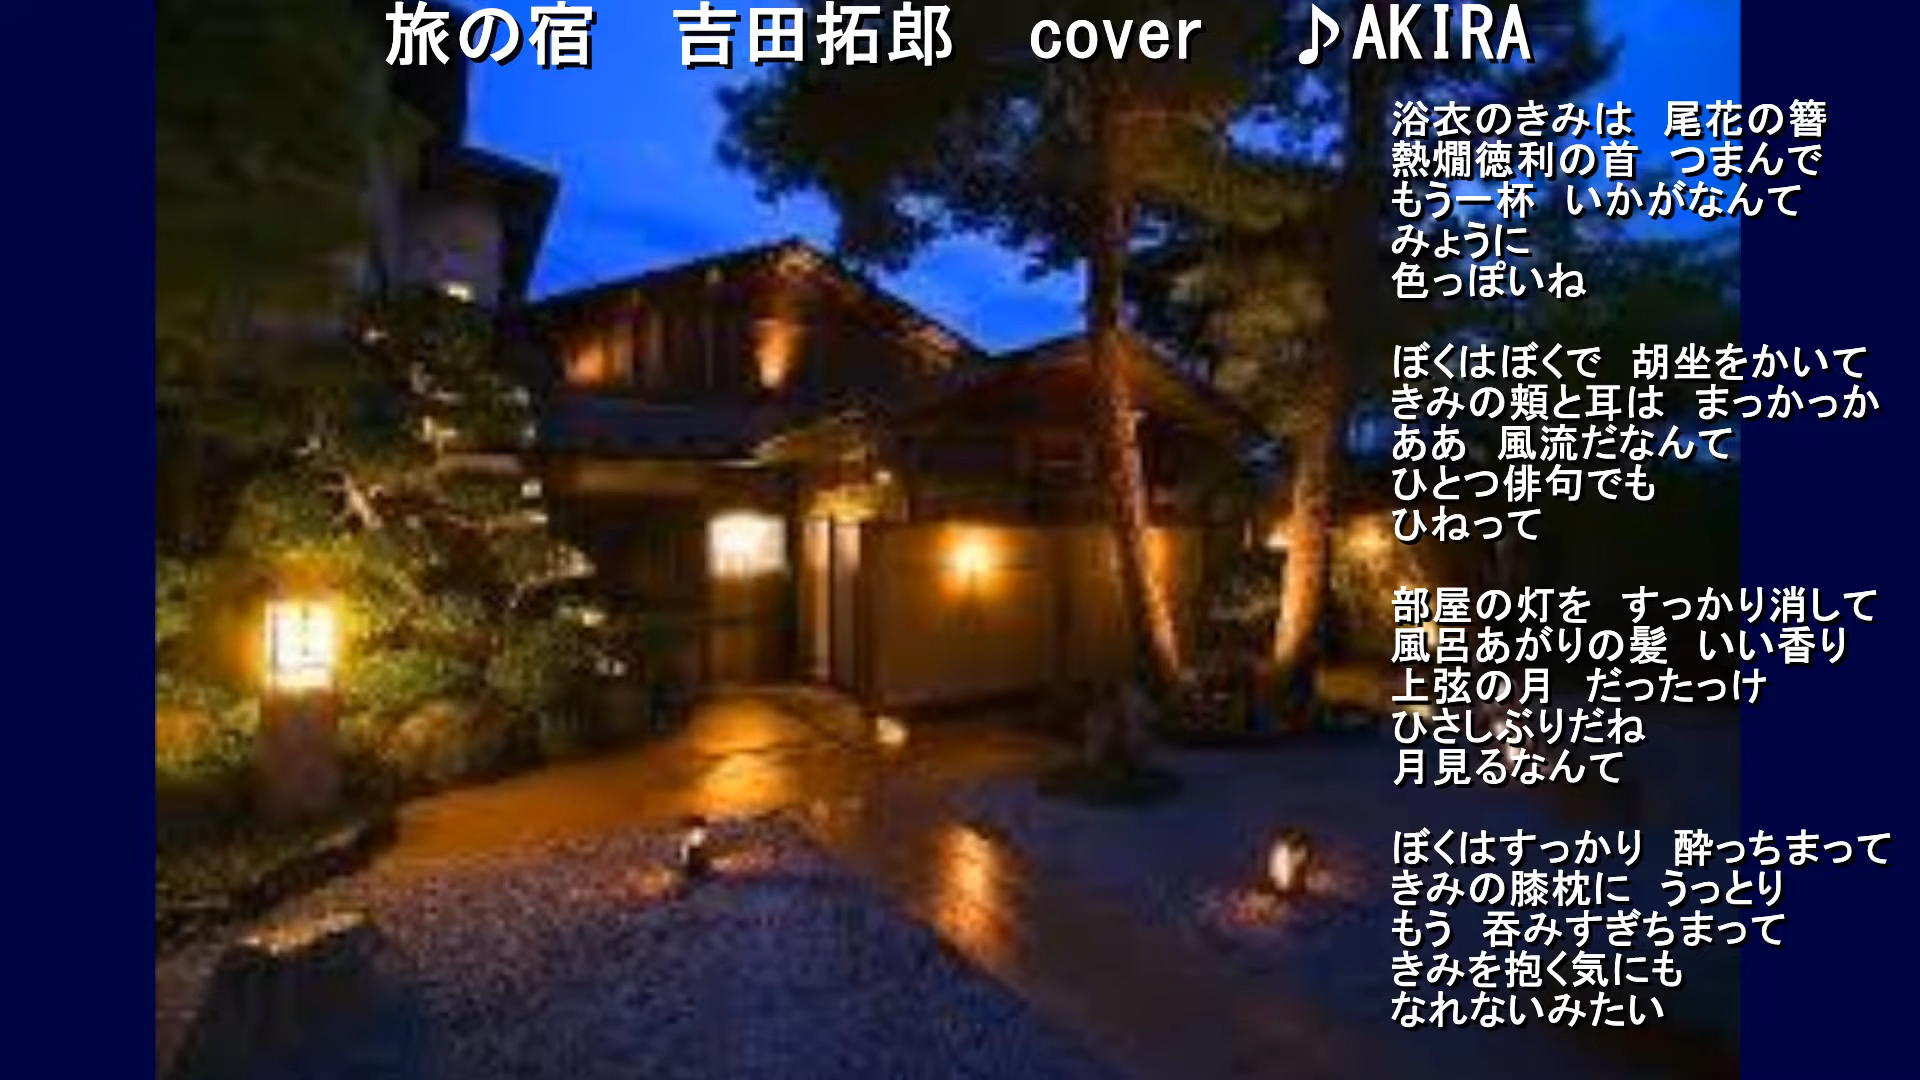 旅の宿　吉田拓郎　cover　♪AKIRA
浴衣のきみは　尾花の簪
熱燗徳利の首　つまんで
もう一杯　いかがなんて
みょうに
色っぽいね
ぼくはぼくで　胡坐をかいて
きみの頬と耳は　まっかっか
ああ　風流だなんて
ひとつ俳句でも
ひねって
部屋の灯を　すっかり消して
風呂あがりの髪　いい香り
上弦の月　だったっけ
ひさしぶりだね
月見るなんて
ぼくはすっかり　酔っちまって
きみの膝枕に　うっとり
もう　呑みすぎちまって
きみを抱く気にも
なれないみたい